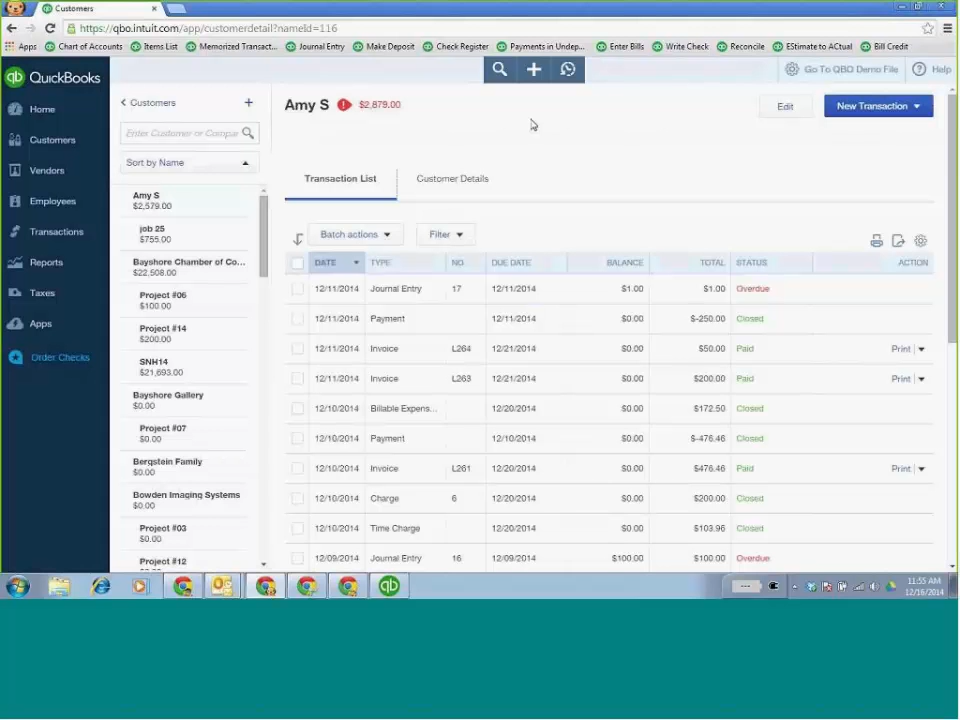 Customers
https://qbo.intuit.com/app/customerdetail?nameId=116
Apps Chart of Accounts Items List Memorized Transact... Journal Entry Make Deposit Check Register Payments in Undep... Enter Bills Write Check Reconcile EStimate to ACtual Bill Credit
qb QuickBooks
Go To QBO Demo File ? Help
Home
Customers
Vendors
Employees
Transactions
Reports
Taxes
Apps
Order Checks
Customers +
Enter Customer or Compar
Sort by Name
Amy S
$2,579.00
job 25
$755.00
Bayshore Chamber of Co...
$22,508.00
Project #06
$100.00
Project #14
$200.00
SNH14
$21,693.00
Bayshore Gallery
$0.00
Project #07
$0.00
Bergstein Family
$0.00
Bowden Imaging Systems
$0.00
Project #03
$0.00
Project #12
Amy S ! $2,879.00
Edit New Transaction
Transaction List Customer Details
Batch actions Filter
DATE TYPE NO. DUE DATE BALANCE TOTAL STATUS ACTION
12/11/2014 Journal Entry 17 12/11/2014 $1.00 $1.00 Overdue
12/11/2014 Payment 12/11/2014 $0.00 $-250.00 Closed
12/11/2014 Invoice L264 12/21/2014 $0.00 $50.00 Paid Print
12/11/2014 Invoice L263 12/21/2014 $0.00 $200.00 Paid Print
12/10/2014 Billable Expens... 12/20/2014 $0.00 $172.50 Closed
12/10/2014 Payment 12/10/2014 $0.00 $-476.46 Closed
12/10/2014 Invoice L261 12/20/2014 $0.00 $476.46 Paid Print
12/10/2014 Charge 6 12/20/2014 $0.00 $200.00 Closed
12/10/2014 Time Charge 12/20/2014 $0.00 $103.96 Closed
12/09/2014 Journal Entry 16 12/09/2014 $100.00 $100.00 Overdue
qb
11:55 AM
12/16/2014